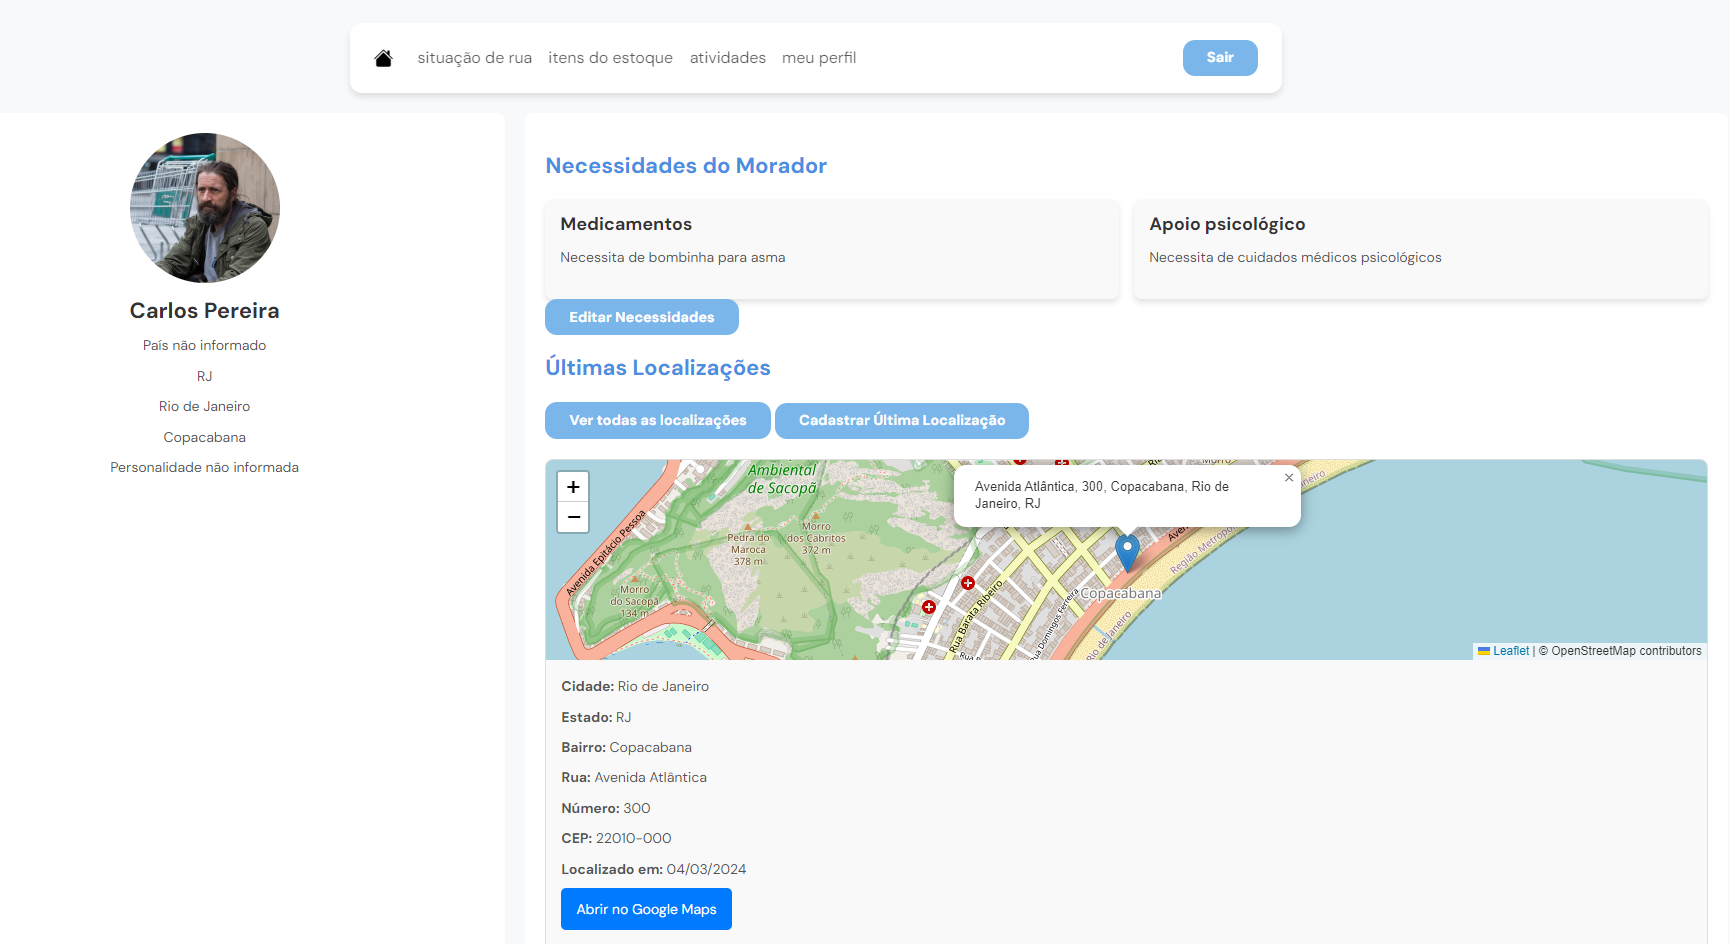 situação de rua itens do estoque atividades meu perfil Sair
Carlos Pereira
País não informado
RJ
Rio de Janeiro
Copacabana
Personalidade não informada
Necessidades do Morador
Medicamentos
Necessita de bombinha para asma
Apoio psicológico
Necessita de cuidados médicos psicológicos
Editar Necessidades
Últimas Localizações
Ver todas as localizações Cadastrar Última Localização
+
−
Ambiental
de Sacopã
Avenida Epitácio Pessoa
Pedra do
Maroca
378 m
Morro
dos Cabritos
372 m
Morro
do Sacopã
134 m
Avenida Atlântica, 300, Copacabana, Rio de
Janeiro, RJ
×
Rua Barata Ribeiro
Rua Domingos Ferreira
Copacabana
Leaflet | © OpenStreetMap contributors
Cidade: Rio de Janeiro
Estado: RJ
Bairro: Copacabana
Rua: Avenida Atlântica
Número: 300
CEP: 22010-000
Localizado em: 04/03/2024
Abrir no Google Maps